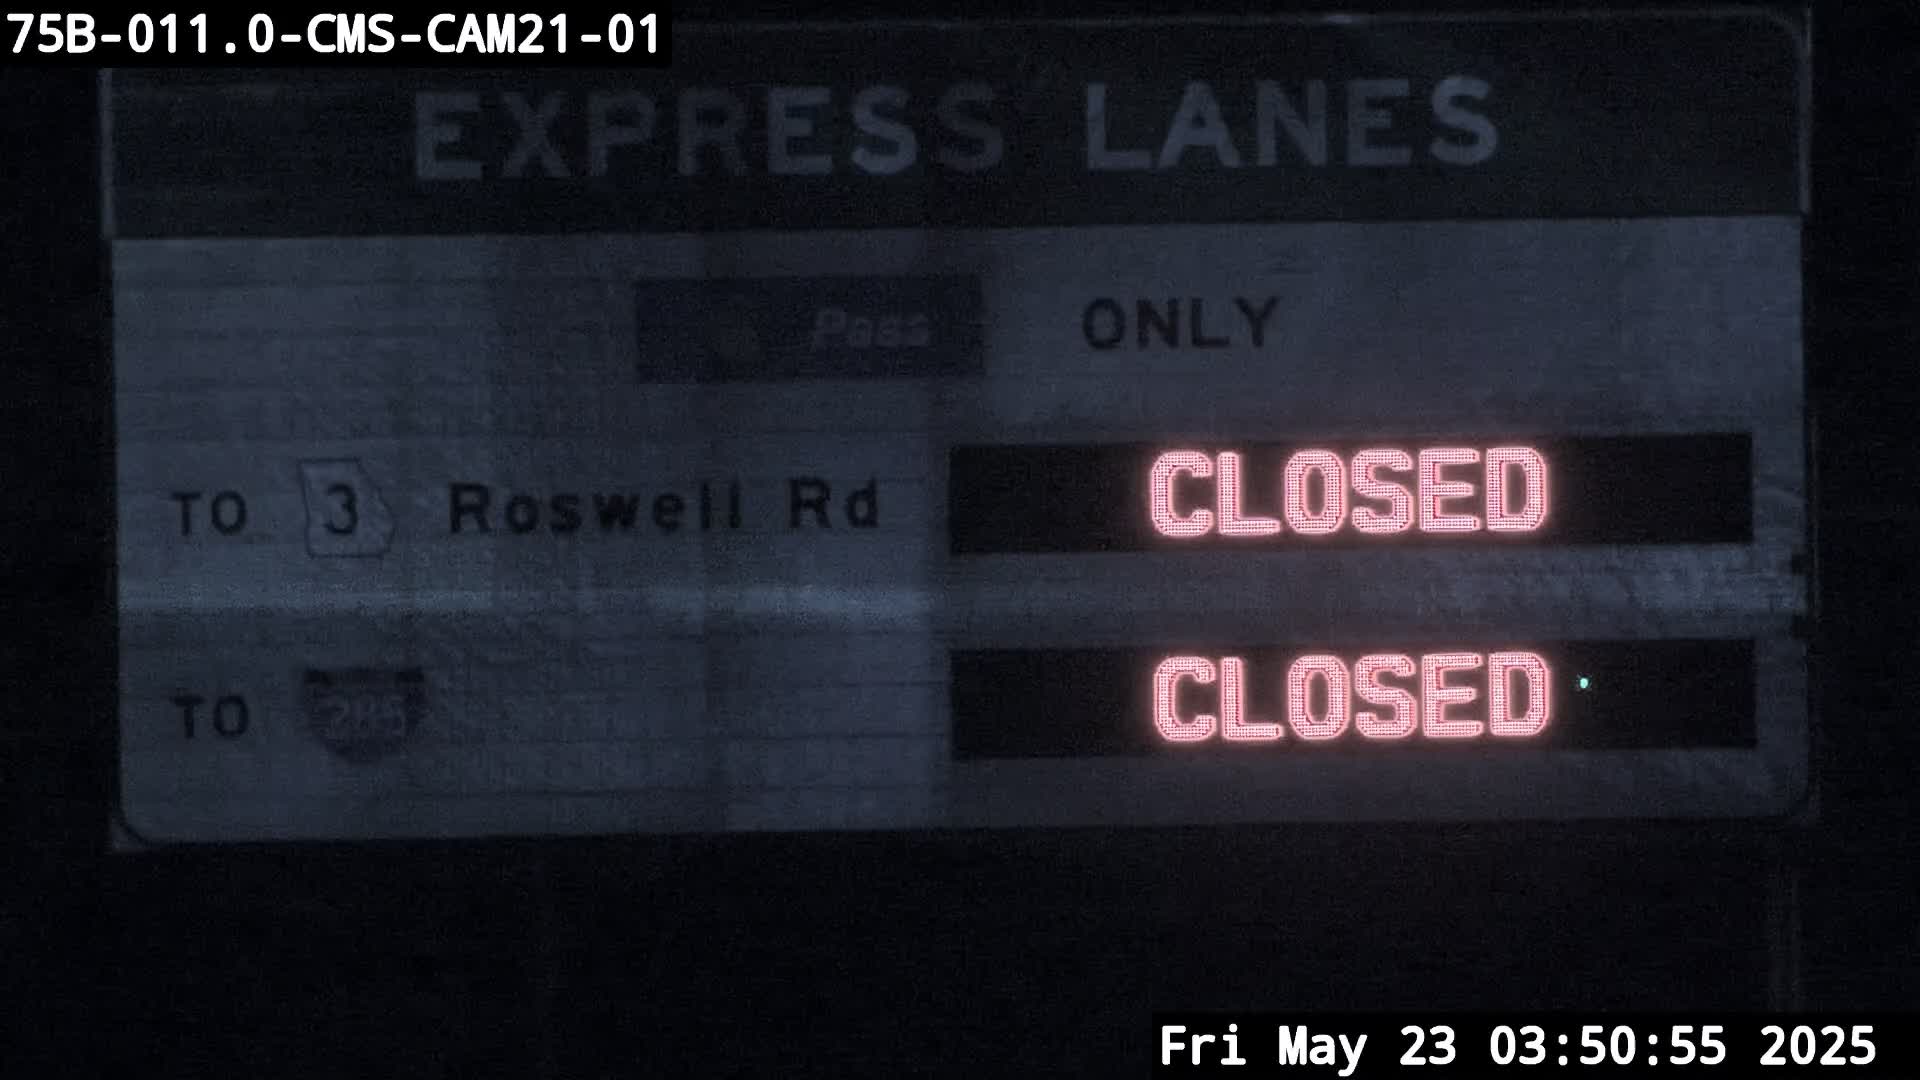 75B-011.0-CMS-CAM21-01
EXPRESS LANES
Pass ONLY
TO 3 Roswell Rd CLOSED
TO 285 CLOSED
Fri May 23 03:50:55 2025